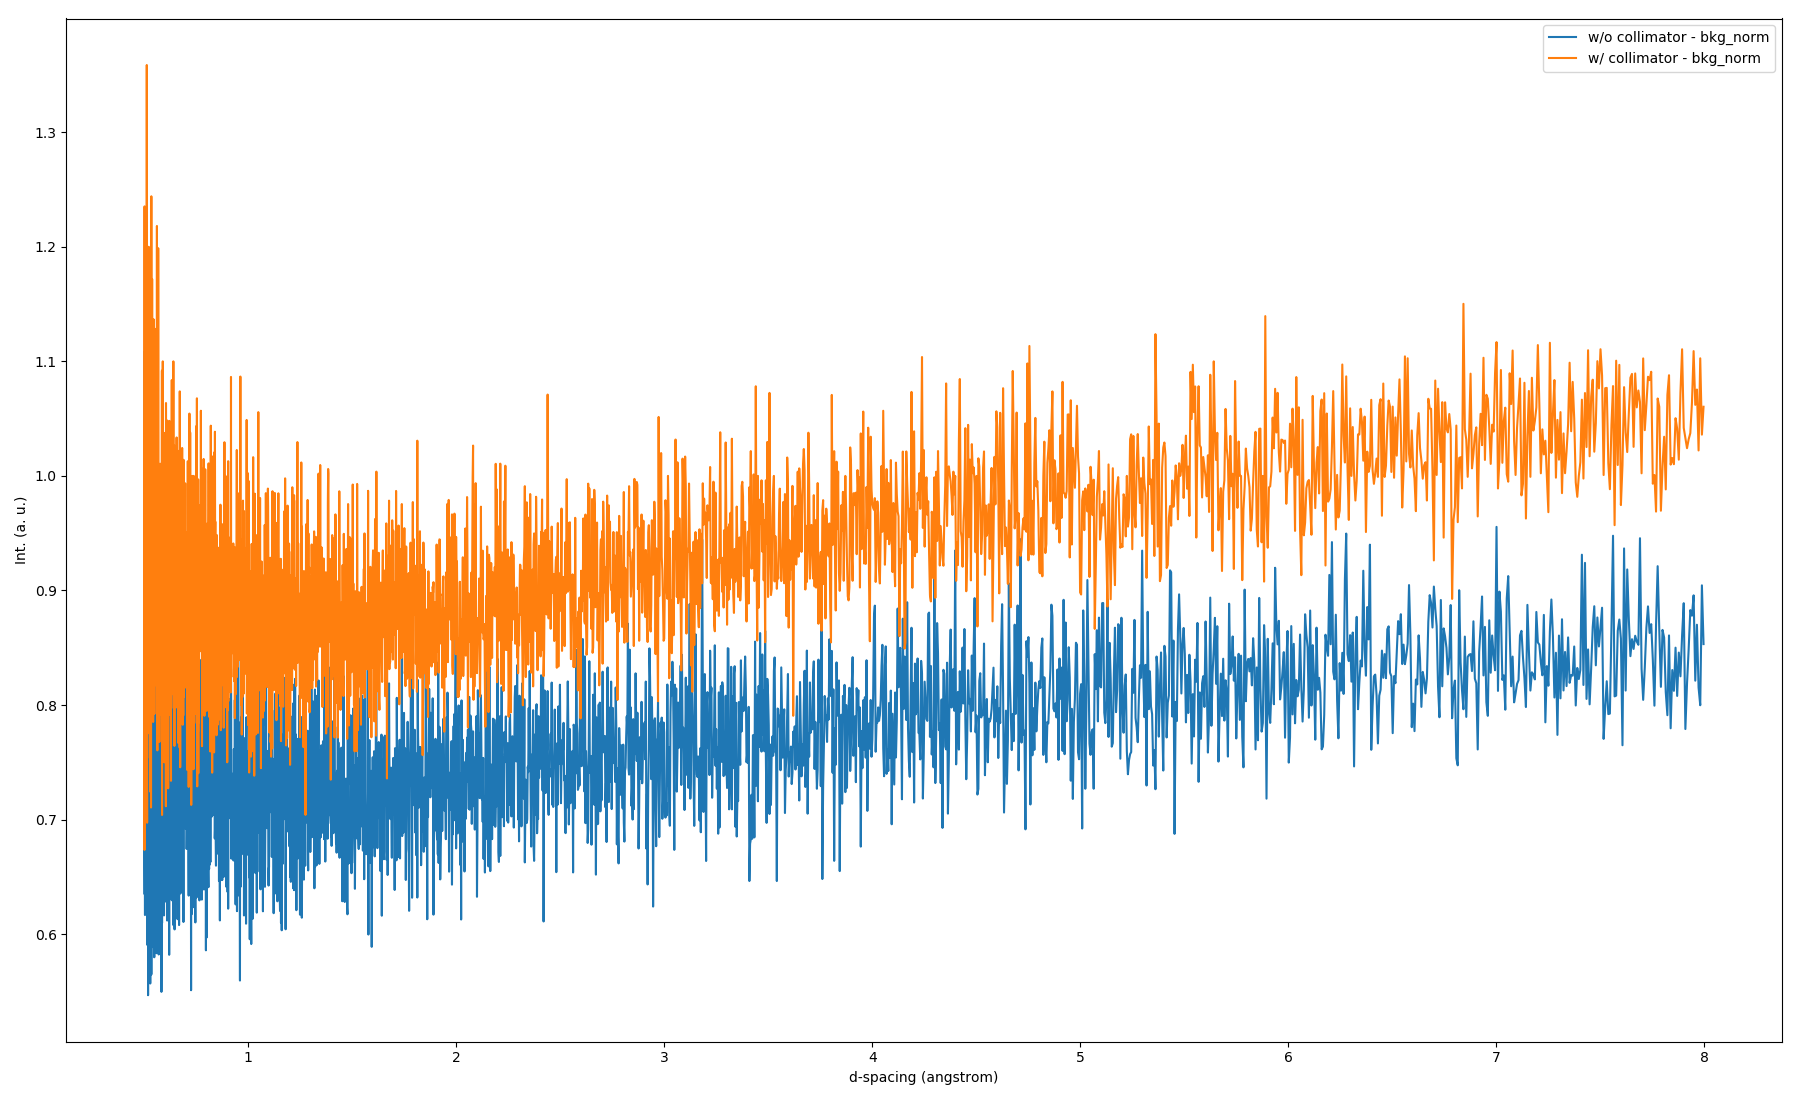 w/o collimator - bkg_norm
w/ collimator - bkg_norm
Int. (a. u.)
1.3
1.2
1.1
1.0
0.9
0.8
0.7
0.6
1 2 3 4 5 6 7 8
d-spacing (angstrom)